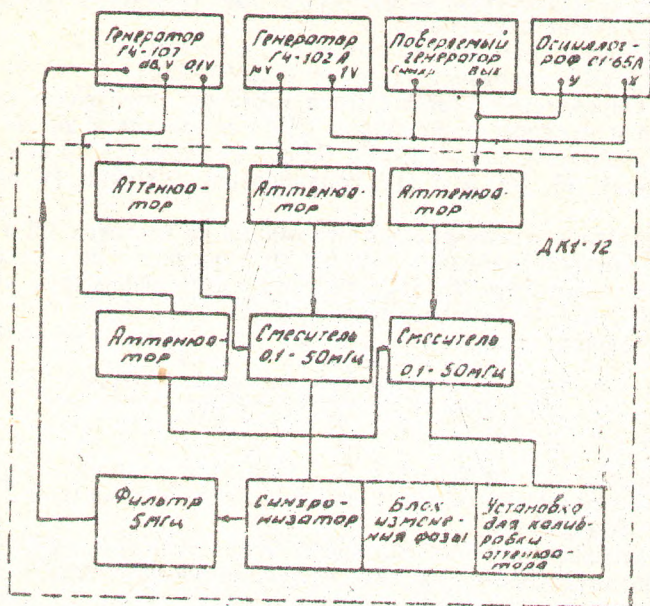 Генератор
Г4-107
dB,V 0,1V
Генератор
Г4-102А
μV 1V
Поверяемый
генератор
Синхр Вых
Осциллог-
раф С1-65А
У Х
Аттенюа-
тор
Аттенюа-
тор
Аттенюа-
тор
ДК1-12
Аттенюа-
тор
Смеситель
0,1-50мГц
Смеситель
0,1-50мГц
Фильтр
5мГц
Синхро-
низатор
Блок
измене-
ния фазы
Установка
для калиб-
ровки
аттенюа-
тора